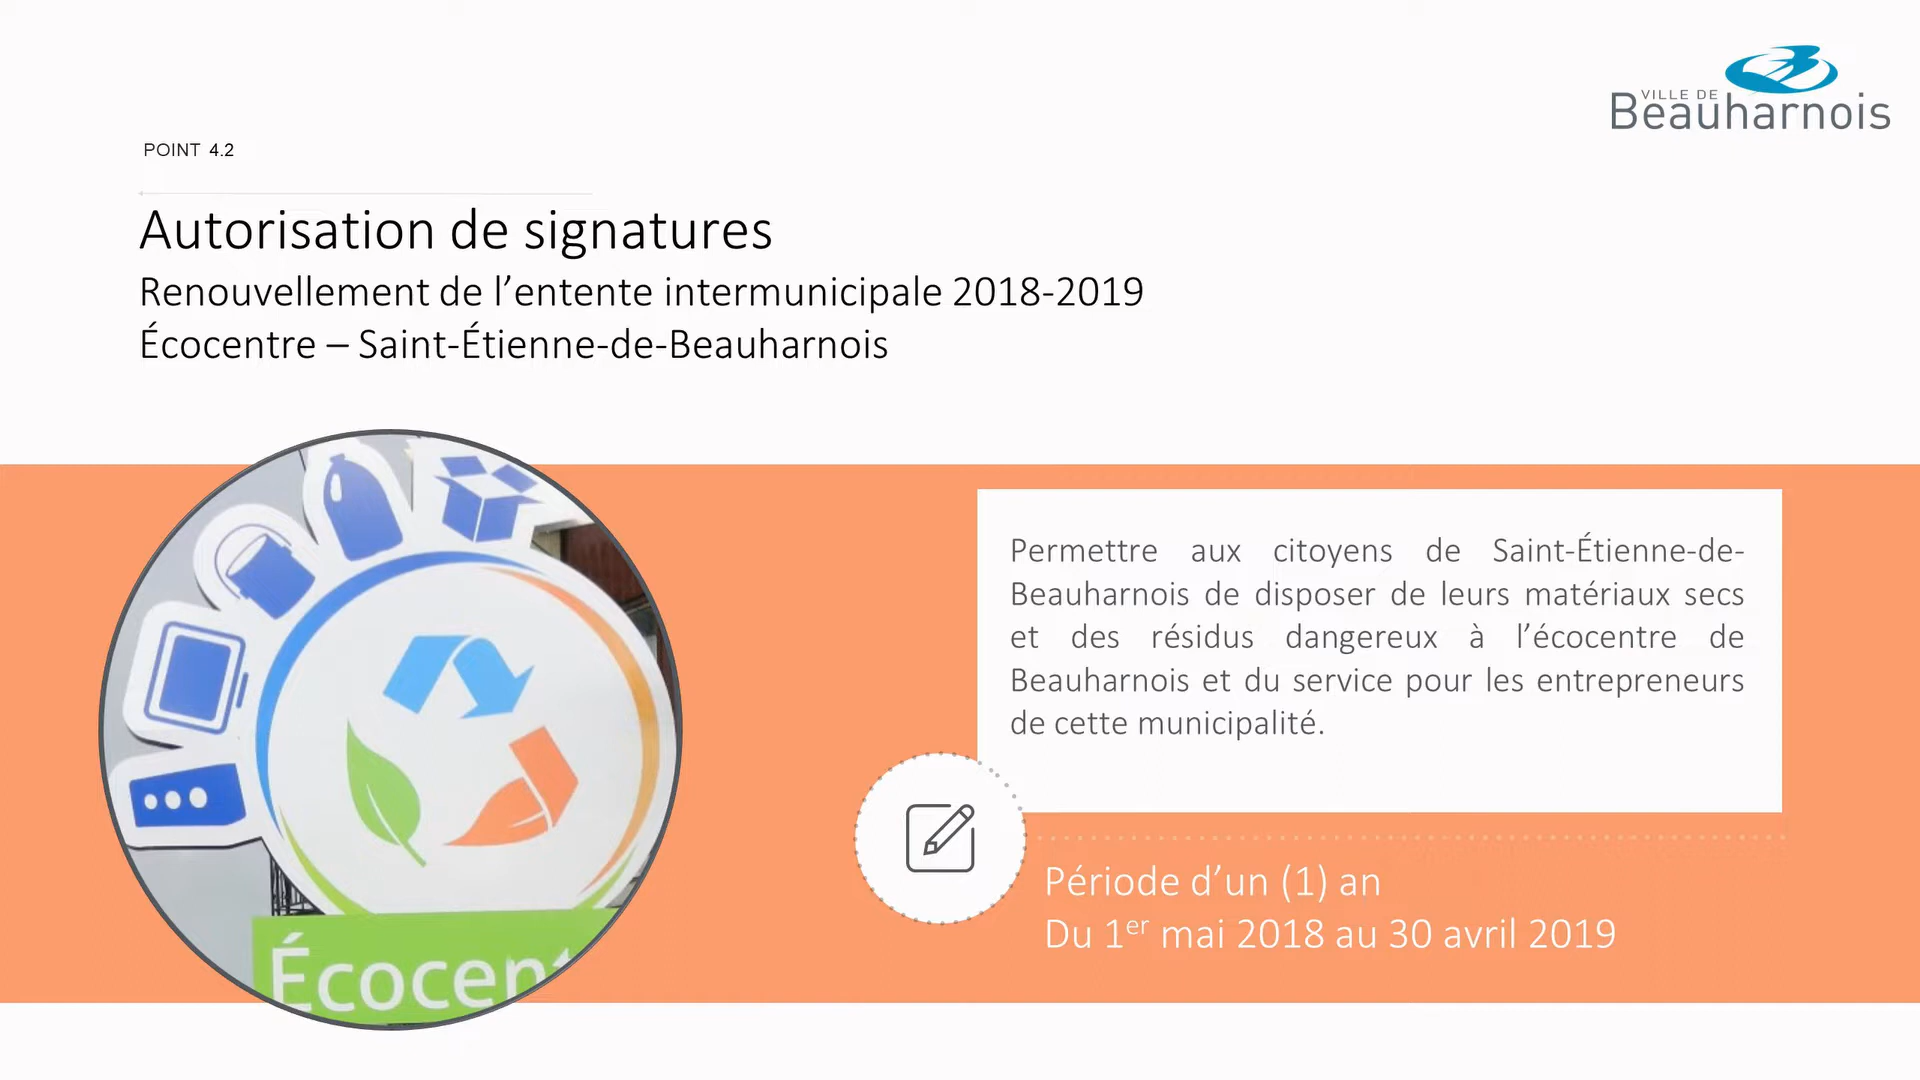 VILLE DE
Beauharnois
POINT 4.2
Autorisation de signatures
Renouvellement de l’entente intermunicipale 2018-2019
Écocentre – Saint-Étienne-de-Beauharnois
Permettre aux citoyens de Saint-Étienne-de-
Beauharnois de disposer de leurs matériaux secs
et des résidus dangereux à l’écocentre de
Beauharnois et du service pour les entrepreneurs
de cette municipalité.
Écocent
Période d’un (1) an
Du 1er mai 2018 au 30 avril 2019